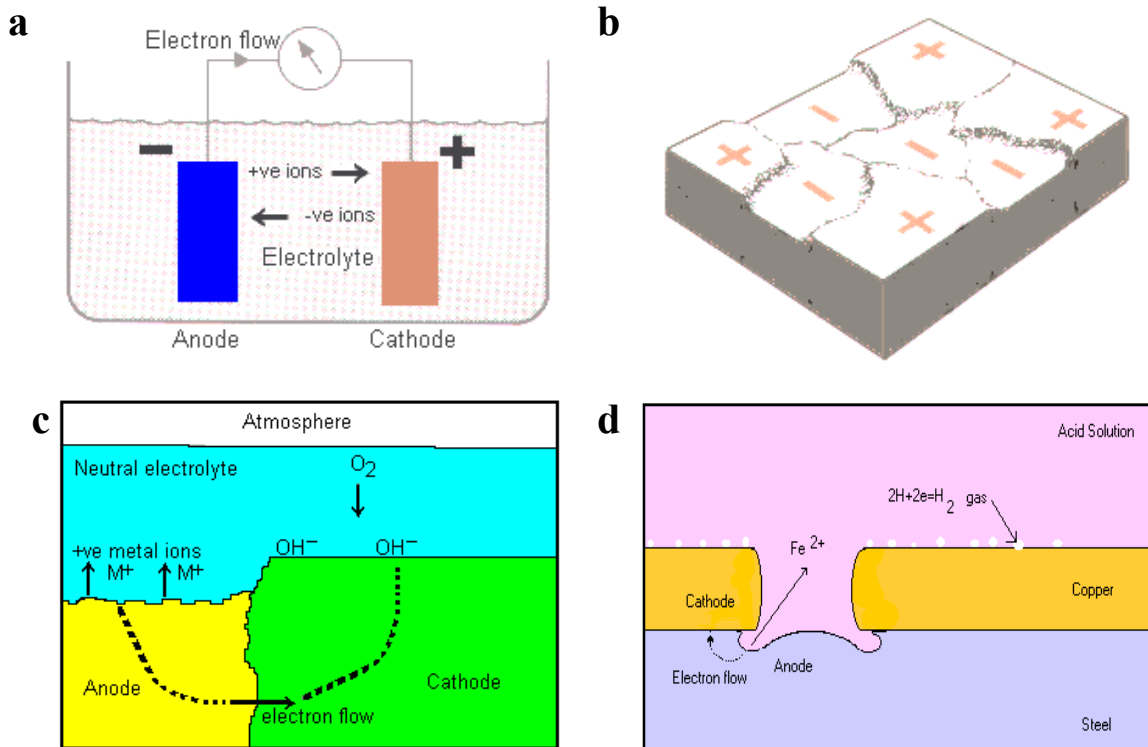 a
Electron flow
−
+
+ve ions
-ve ions
Electrolyte
Anode
Cathode
b
+
−
+
+
−
−
−
+
c
Atmosphere
Neutral electrolyte
O2
+ve metal ions
OH−
OH−
M+
M+
Anode
Cathode
electron flow
d
Acid Solution
2H+2e=H2 gas
Fe 2+
Copper
Cathode
Electron flow
Anode
Steel